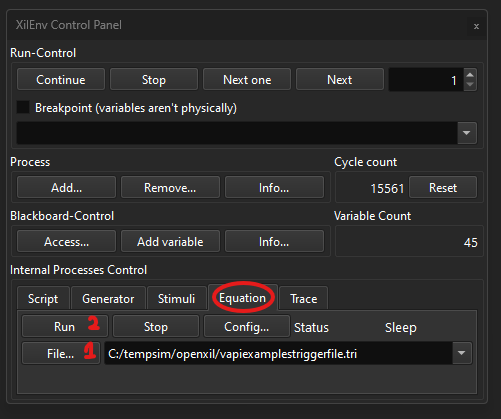 XilEnv Control Panel x
Run-Control
Continue Stop Next one Next 1
Breakpoint (variables aren't physically)
Process Cycle count
Add... Remove... Info... 15561 Reset
Blackboard-Control Variable Count
Access... Add variable Info... 45
Internal Processes Control
Script Generator Stimuli Equation Trace
Run 2 Stop Config... Status Sleep
File... 1 C:/tempsim/openxil/vapiexamplestriggerfile.tri